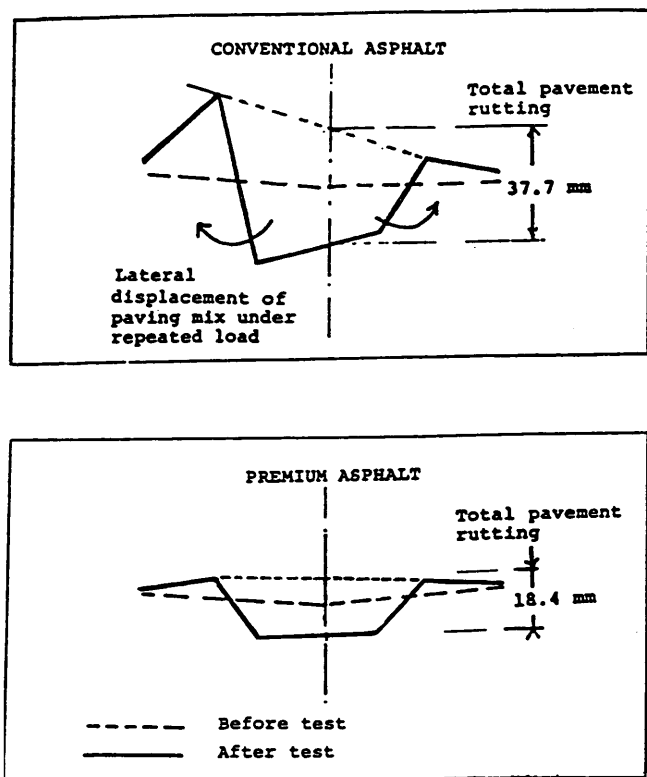 CONVENTIONAL ASPHALT
Total pavement
rutting
37.7 mm
Lateral
displacement of
paving mix under
repeated load
PREMIUM ASPHALT
Total pavement
rutting
18.4 mm
Before test
After test